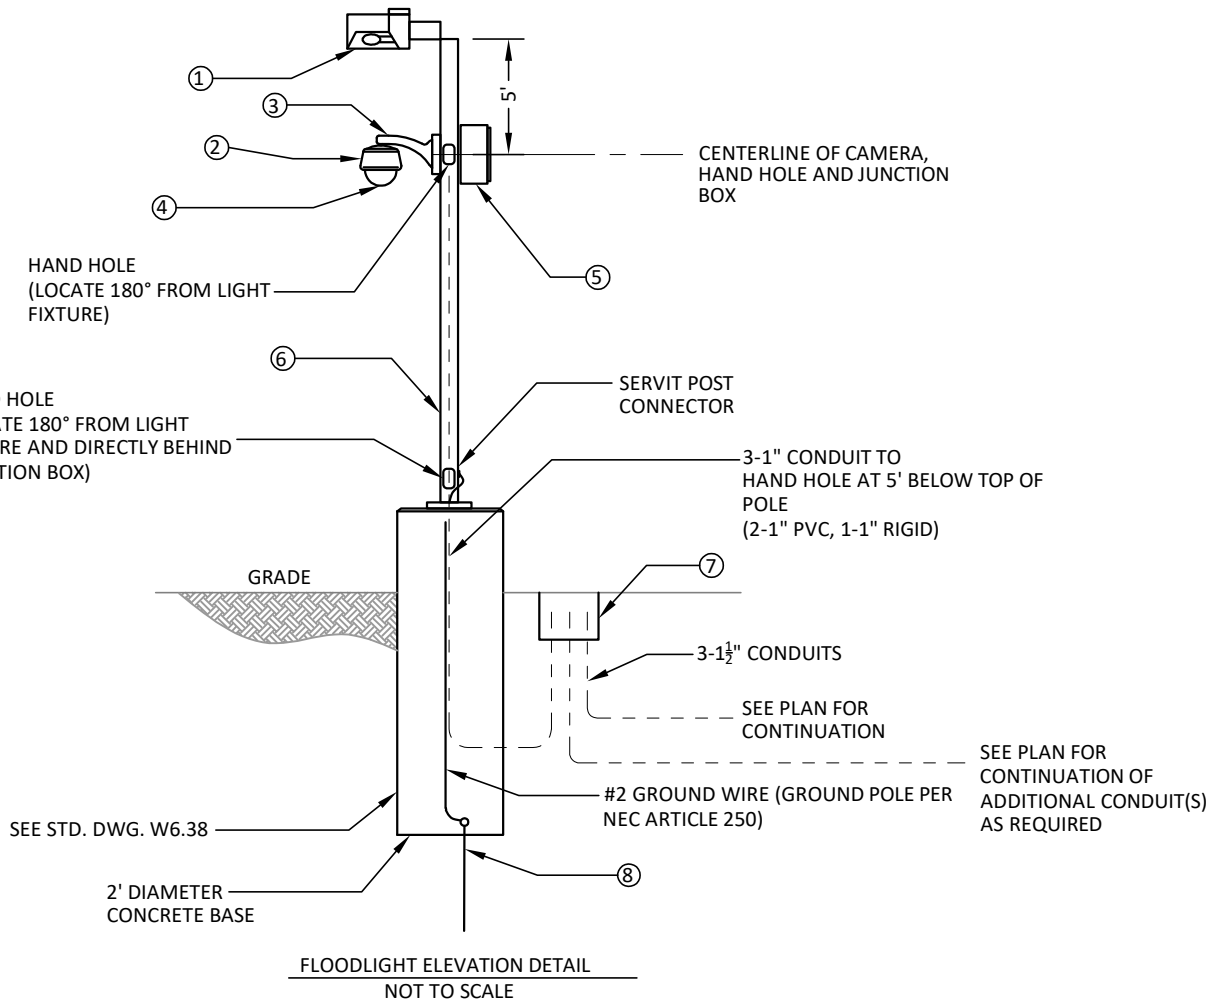 1
5'
3
2
4
CENTERLINE OF CAMERA,
HAND HOLE AND JUNCTION
BOX
HAND HOLE
(LOCATE 180° FROM LIGHT
FIXTURE)
5
6
SERVIT POST
CONNECTOR
HOLE
180° FROM LIGHT
AND DIRECTLY BEHIND
BOX)
3-1" CONDUIT TO
HAND HOLE AT 5' BELOW TOP OF
POLE
(2-1" PVC, 1-1" RIGID)
GRADE
7
3-1½" CONDUITS
SEE PLAN FOR
CONTINUATION
SEE PLAN FOR
CONTINUATION OF
ADDITIONAL CONDUIT(S)
AS REQUIRED
#2 GROUND WIRE (GROUND POLE PER
NEC ARTICLE 250)
SEE STD. DWG. W6.38
8
2' DIAMETER
CONCRETE BASE
FLOODLIGHT ELEVATION DETAIL
NOT TO SCALE